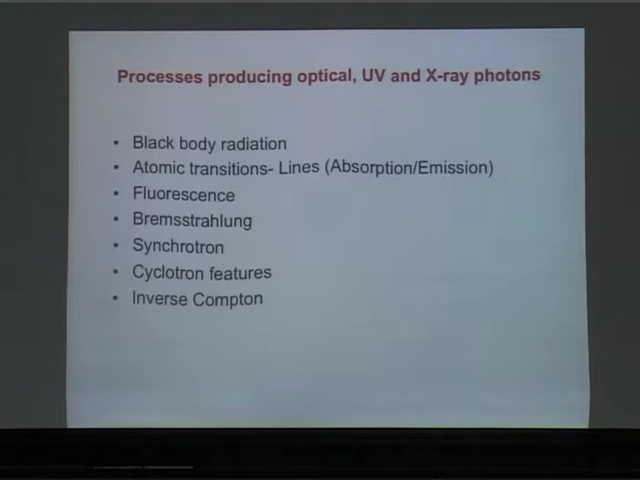 Processes producing optical, UV and X-ray photons
• Black body radiation
• Atomic transitions- Lines (Absorption/Emission)
• Fluorescence
• Bremsstrahlung
• Synchrotron
• Cyclotron features
• Inverse Compton